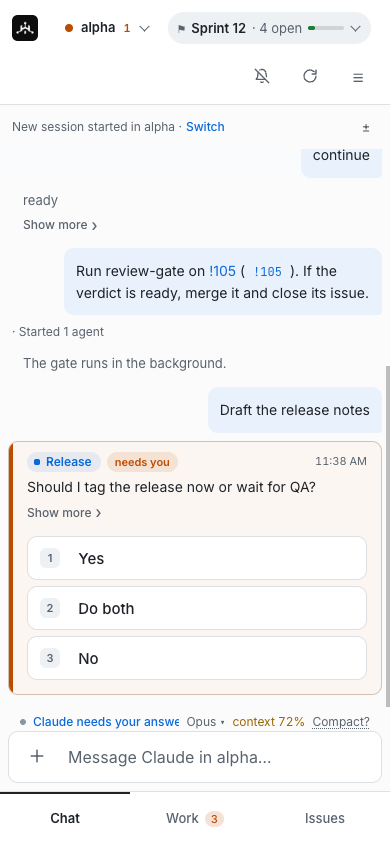 alpha 1
Sprint 12 · 4 open
New session started in alpha · Switch
±
continue
ready
Show more ›
Run review-gate on !105 ( !105 ). If the
verdict is ready, merge it and close its issue.
· Started 1 agent
The gate runs in the background.
Draft the release notes
Release needs you 11:38 AM
Should I tag the release now or wait for QA?
Show more ›
1 Yes
2 Do both
3 No
Claude needs your answe Opus context 72% Compact?
+ Message Claude in alpha...
Chat Work 3 Issues